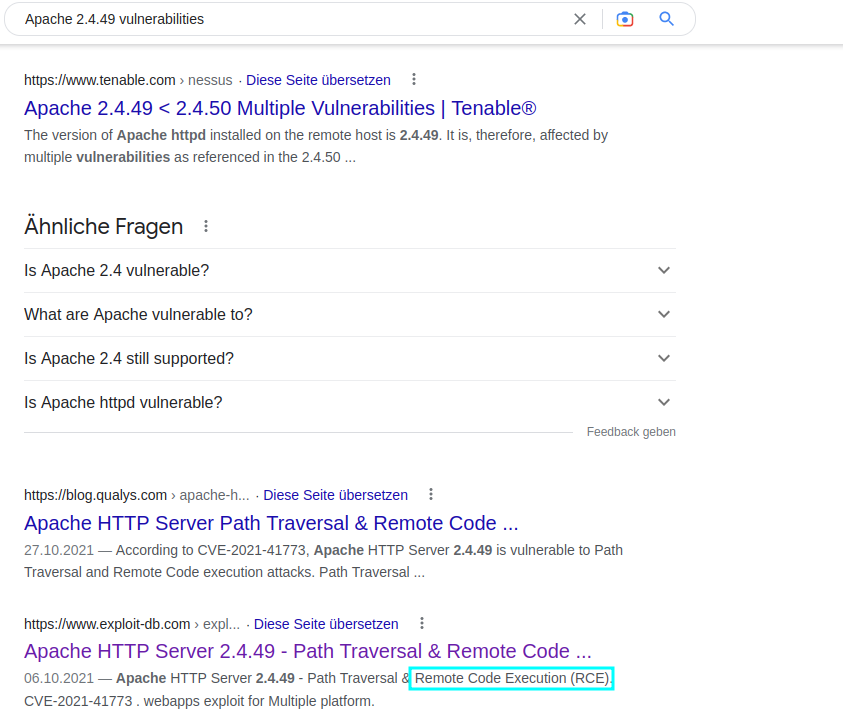 Apache 2.4.49 vulnerabilities
https://www.tenable.com › nessus · Diese Seite übersetzen
Apache 2.4.49 < 2.4.50 Multiple Vulnerabilities | Tenable®
The version of Apache httpd installed on the remote host is 2.4.49. It is, therefore, affected by
multiple vulnerabilities as referenced in the 2.4.50 ...
Ähnliche Fragen
Is Apache 2.4 vulnerable?
What are Apache vulnerable to?
Is Apache 2.4 still supported?
Is Apache httpd vulnerable?
Feedback geben
https://blog.qualys.com › apache-h... · Diese Seite übersetzen
Apache HTTP Server Path Traversal & Remote Code ...
27.10.2021 — According to CVE-2021-41773, Apache HTTP Server 2.4.49 is vulnerable to Path
Traversal and Remote Code execution attacks. Path Traversal ...
https://www.exploit-db.com › expl... · Diese Seite übersetzen
Apache HTTP Server 2.4.49 - Path Traversal & Remote Code ...
06.10.2021 — Apache HTTP Server 2.4.49 - Path Traversal & Remote Code Execution (RCE).
CVE-2021-41773 . webapps exploit for Multiple platform.